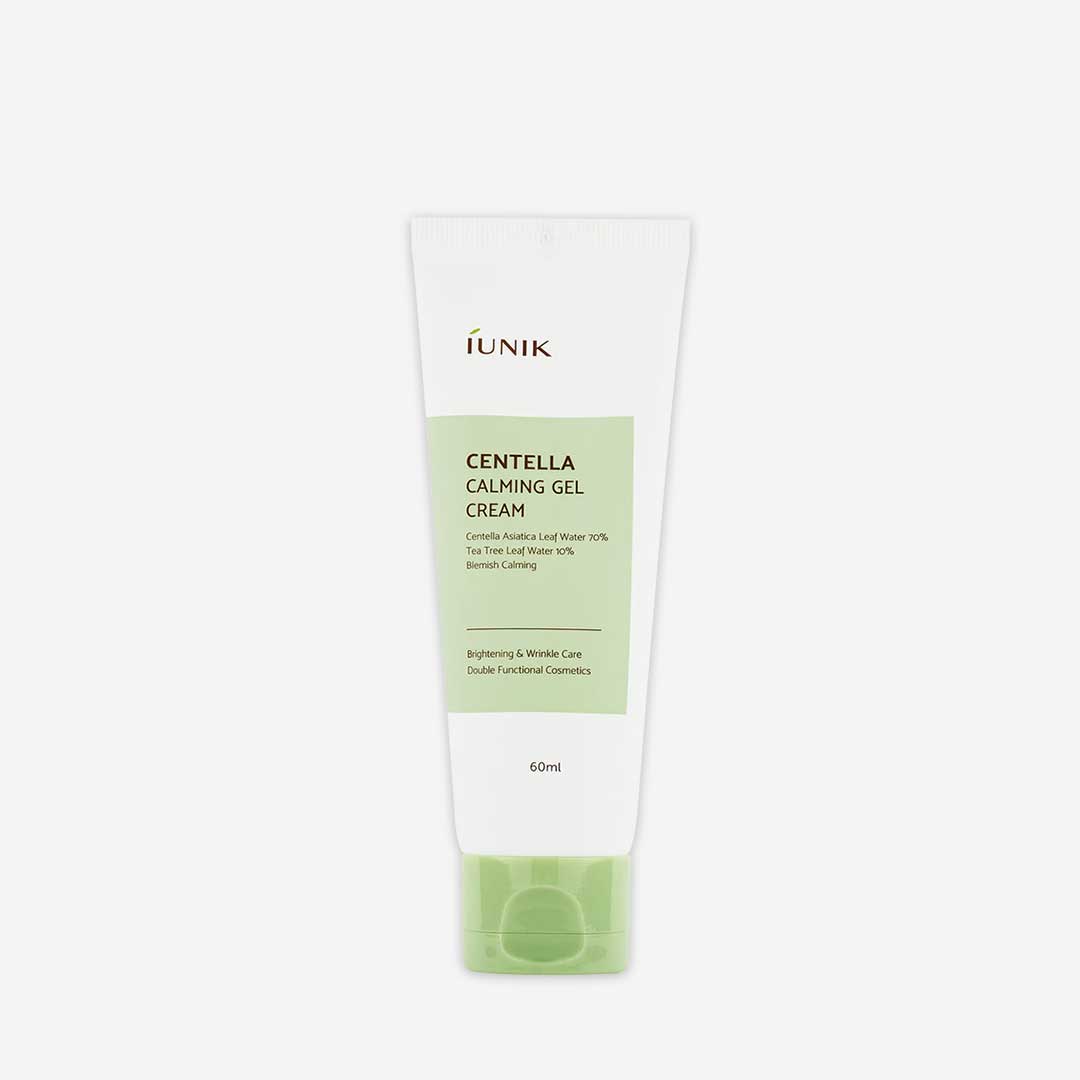 iUNIK
CENTELLA
CALMING GEL
CREAM
Centella Asiatica Leaf Water 70%
Tea Tree Leaf Water 10%
Blemish Calming
Brightening & Wrinkle Care
Double Functional Cosmetics
60ml